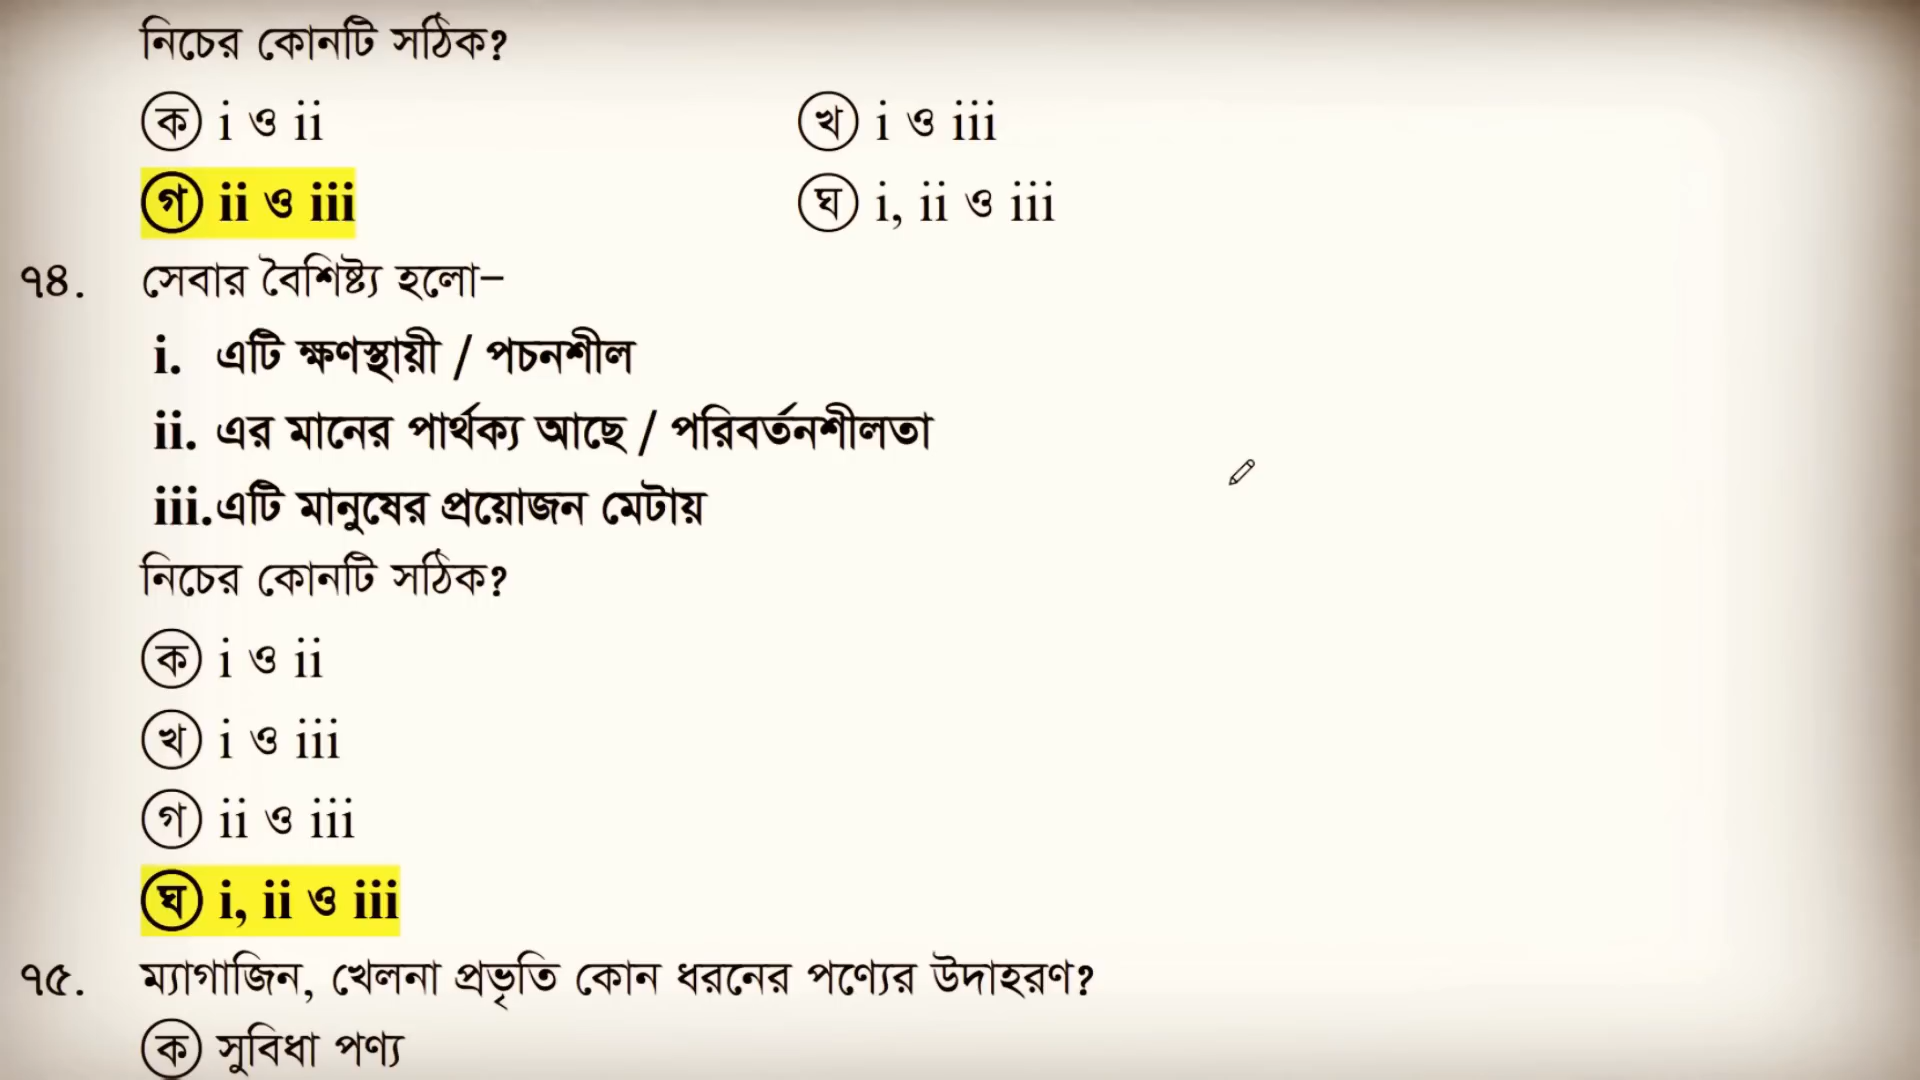 নিচের কোনটি সঠিক?
ক i ও ii খ i ও iii
গ ii ও iii ঘ i, ii ও iii
৭৪. সেবার বৈশিষ্ট্য হলো–
i. এটি ক্ষণস্থায়ী / পচনশীল
ii. এর মানের পার্থক্য আছে / পরিবর্তনশীলতা
iii.এটি মানুষের প্রয়োজন মেটায়
নিচের কোনটি সঠিক?
ক i ও ii
খ i ও iii
গ ii ও iii
ঘ i, ii ও iii
৭৫. ম্যাগাজিন, খেলনা প্রভৃতি কোন ধরনের পণ্যের উদাহরণ?
ক সুবিধা পণ্য